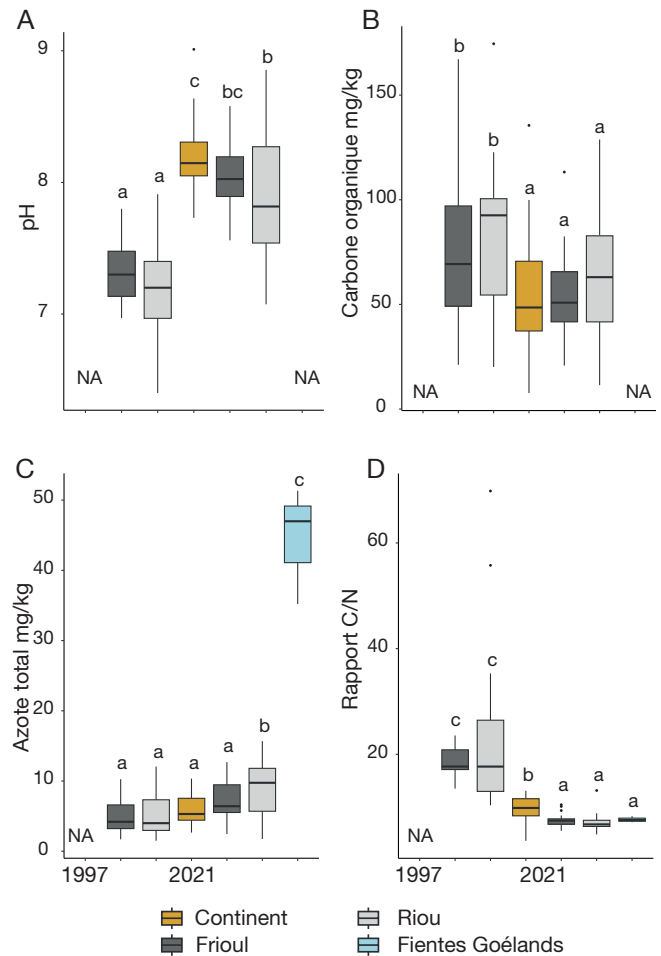 A
9
b
c
bc
a
a
8
pH
7
NA
NA
B
b
Carbone organique mg/kg
150
b
a
a
a
100
50
NA
NA
0
C
c
50
Azote total mg/kg
40
30
20
b
a
a
a
a
10
NA
0
1997
2021
D
Rapport C/N
60
40
c
c
20
b
a
a
a
NA
1997
2021
Continent
Riou
Frioul
Fientes Goélands